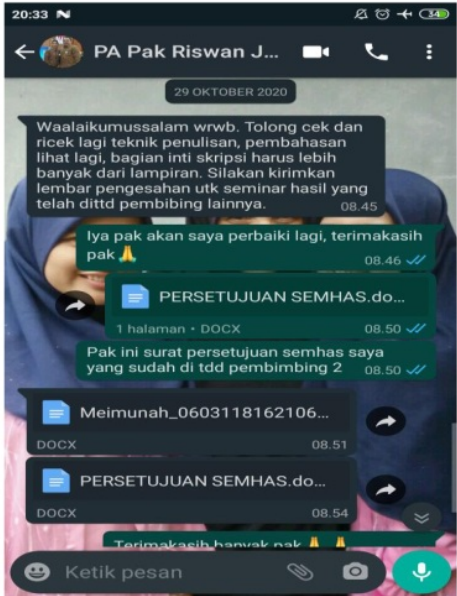 20:33 N 34
PA Pak Riswan J...
29 OKTOBER 2020
Waalaikumussalam wrwb. Tolong cek dan
ricek lagi teknik penulisan, pembahasan
lihat lagi, bagian inti skripsi harus lebih
banyak dari lampiran. Silakan kirimkan
lembar pengesahan utk seminar hasil yang
telah dittd pembibing lainnya. 08.45
Iya pak akan saya perbaiki lagi, terimakasih
pak🙏 08.46
PERSETUJUAN SEMHAS.do...
1 halaman • DOCX 08.50
Pak ini surat persetujuan semhas saya
yang sudah di tdd pembimbing 2 08.50
Meimunah_0603118162106...
DOCX 08.51
PERSETUJUAN SEMHAS.do...
DOCX 08.54
Terimakasih banyak pak 🙏 🙏
Ketik pesan